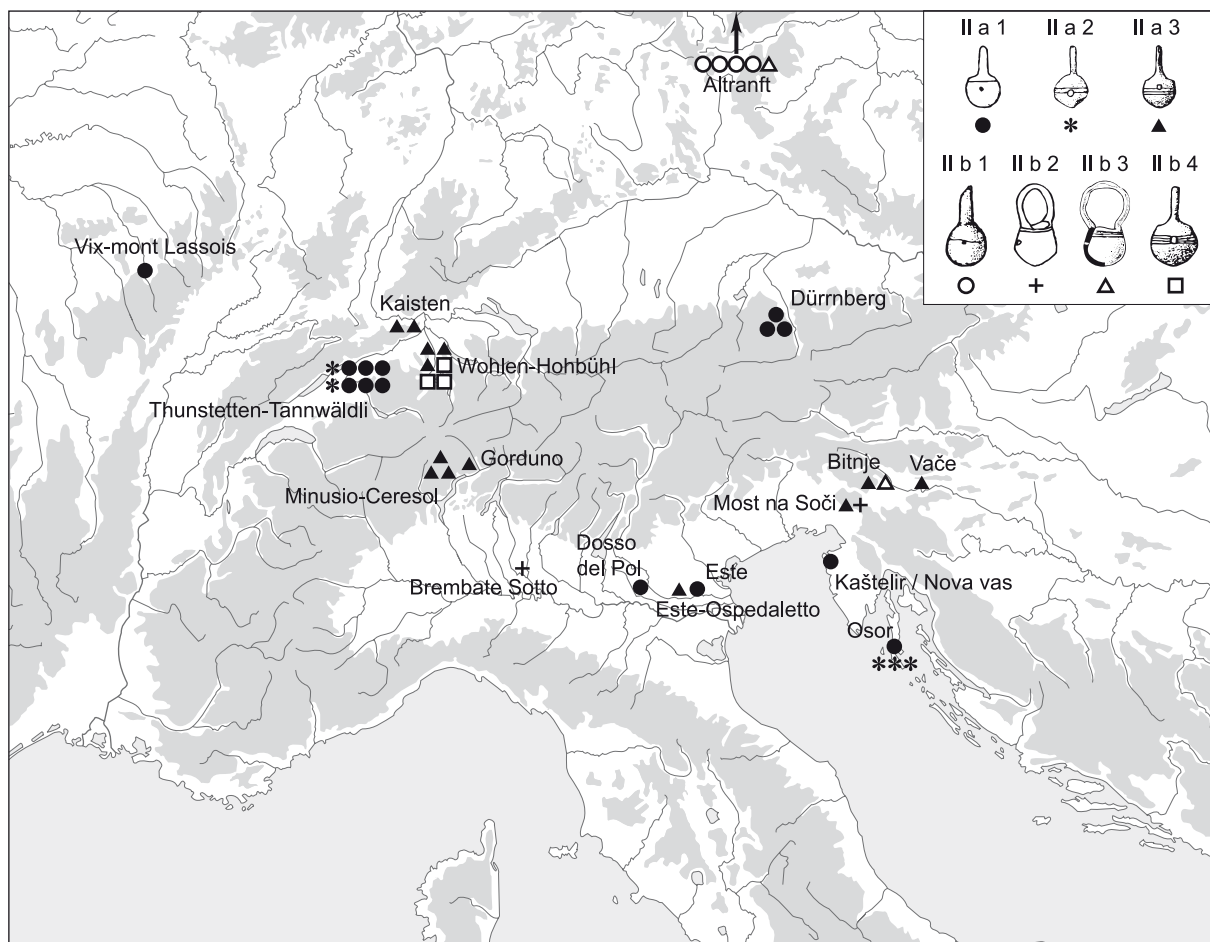 II a 1 II a 2 II a 3
II b 1 II b 2 II b 3 II b 4
Altranft
Vix-mont Lassois
Kaisten
Dürrnberg
Wohlen-Hohbühl
Thunstetten-Tannwäldli
Gorduno
Minusio-Ceresol
Bitnje
Vače
Most na Soči
Dosso
del Pol
Este
Brembate Sotto
Kaštelir / Nova vas
Este-Ospedaletto
Osor